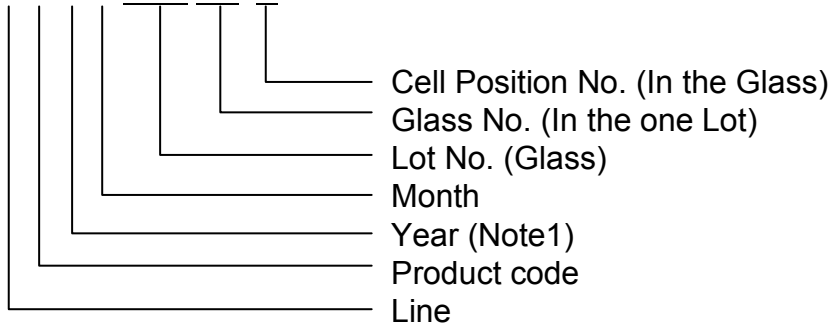 Cell Position No. (In the Glass)
Glass No. (In the one Lot)
Lot No. (Glass)
Month
Year (Note1)
Product code
Line